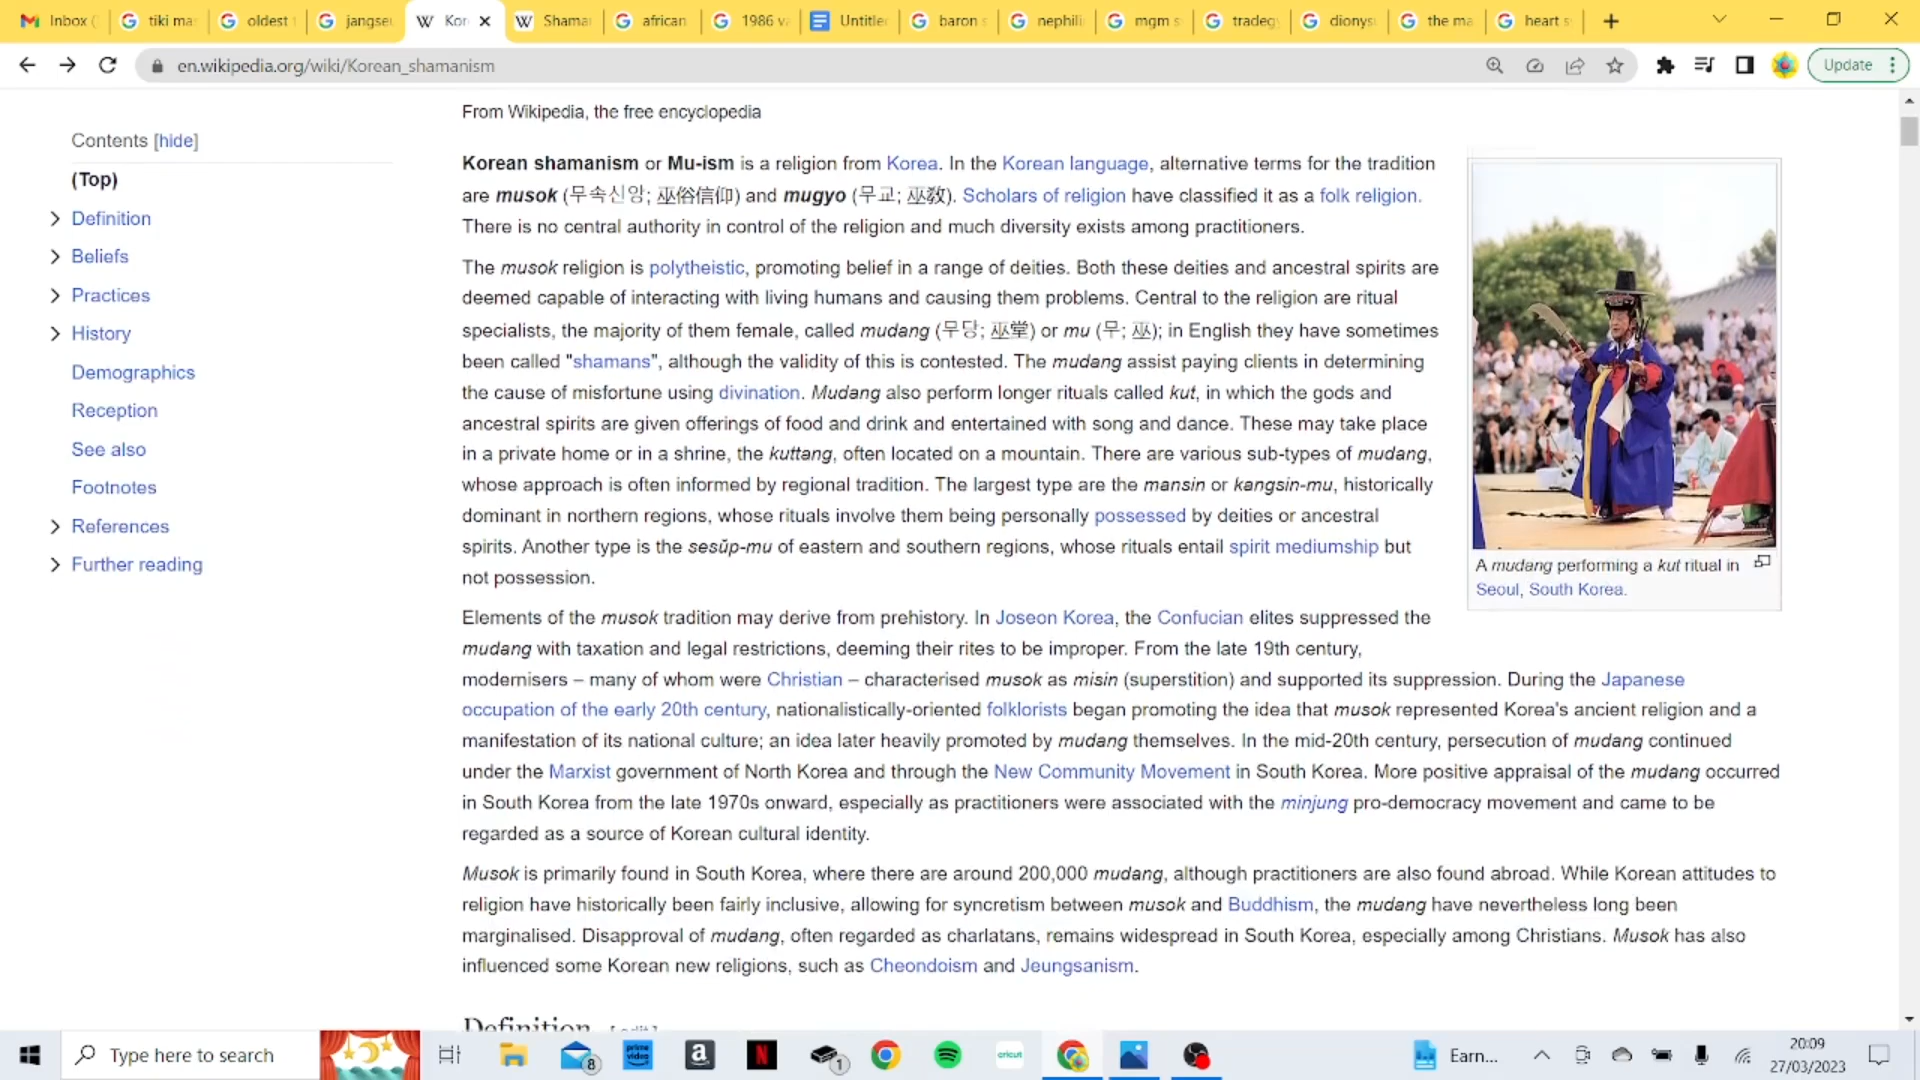 Inbox (
tiki ma
oldest
jangse
Kor
Shama
african
1986 v
Untitle
baron s
nephili
mgm s
tradegy
dionys
the ma
heart s
en.wikipedia.org/wiki/Korean_shamanism
Update
From Wikipedia, the free encyclopedia
Contents [hide]
(Top)
Definition
Beliefs
Practices
History
Demographics
Reception
See also
Footnotes
References
Further reading
Korean shamanism or Mu-ism is a religion from Korea. In the Korean language, alternative terms for the tradition
are musok (무속신앙; 巫俗信仰) and mugyo (무교; 巫敎). Scholars of religion have classified it as a folk religion.
There is no central authority in control of the religion and much diversity exists among practitioners.
The musok religion is polytheistic, promoting belief in a range of deities. Both these deities and ancestral spirits are
deemed capable of interacting with living humans and causing them problems. Central to the religion are ritual
specialists, the majority of them female, called mudang (무당; 巫堂) or mu (무; 巫); in English they have sometimes
been called "shamans", although the validity of this is contested. The mudang assist paying clients in determining
the cause of misfortune using divination. Mudang also perform longer rituals called kut, in which the gods and
ancestral spirits are given offerings of food and drink and entertained with song and dance. These may take place
in a private home or in a shrine, the kuttang, often located on a mountain. There are various sub-types of mudang,
whose approach is often informed by regional tradition. The largest type are the mansin or kangsin-mu, historically
dominant in northern regions, whose rituals involve them being personally possessed by deities or ancestral
spirits. Another type is the sesŭp-mu of eastern and southern regions, whose rituals entail spirit mediumship but
not possession.
A mudang performing a kut ritual in
Seoul, South Korea.
Elements of the musok tradition may derive from prehistory. In Joseon Korea, the Confucian elites suppressed the
mudang with taxation and legal restrictions, deeming their rites to be improper. From the late 19th century,
modernisers – many of whom were Christian – characterised musok as misin (superstition) and supported its suppression. During the Japanese
occupation of the early 20th century, nationalistically-oriented folklorists began promoting the idea that musok represented Korea's ancient religion and a
manifestation of its national culture; an idea later heavily promoted by mudang themselves. In the mid-20th century, persecution of mudang continued
under the Marxist government of North Korea and through the New Community Movement in South Korea. More positive appraisal of the mudang occurred
in South Korea from the late 1970s onward, especially as practitioners were associated with the minjung pro-democracy movement and came to be
regarded as a source of Korean cultural identity.
Musok is primarily found in South Korea, where there are around 200,000 mudang, although practitioners are also found abroad. While Korean attitudes to
religion have historically been fairly inclusive, allowing for syncretism between musok and Buddhism, the mudang have nevertheless long been
marginalised. Disapproval of mudang, often regarded as charlatans, remains widespread in South Korea, especially among Christians. Musok has also
influenced some Korean new religions, such as Cheondoism and Jeungsanism.
Definition [ edit ]
Type here to search
8
prime video
a
N
1
cricut
Earn...
20:09
27/03/2023